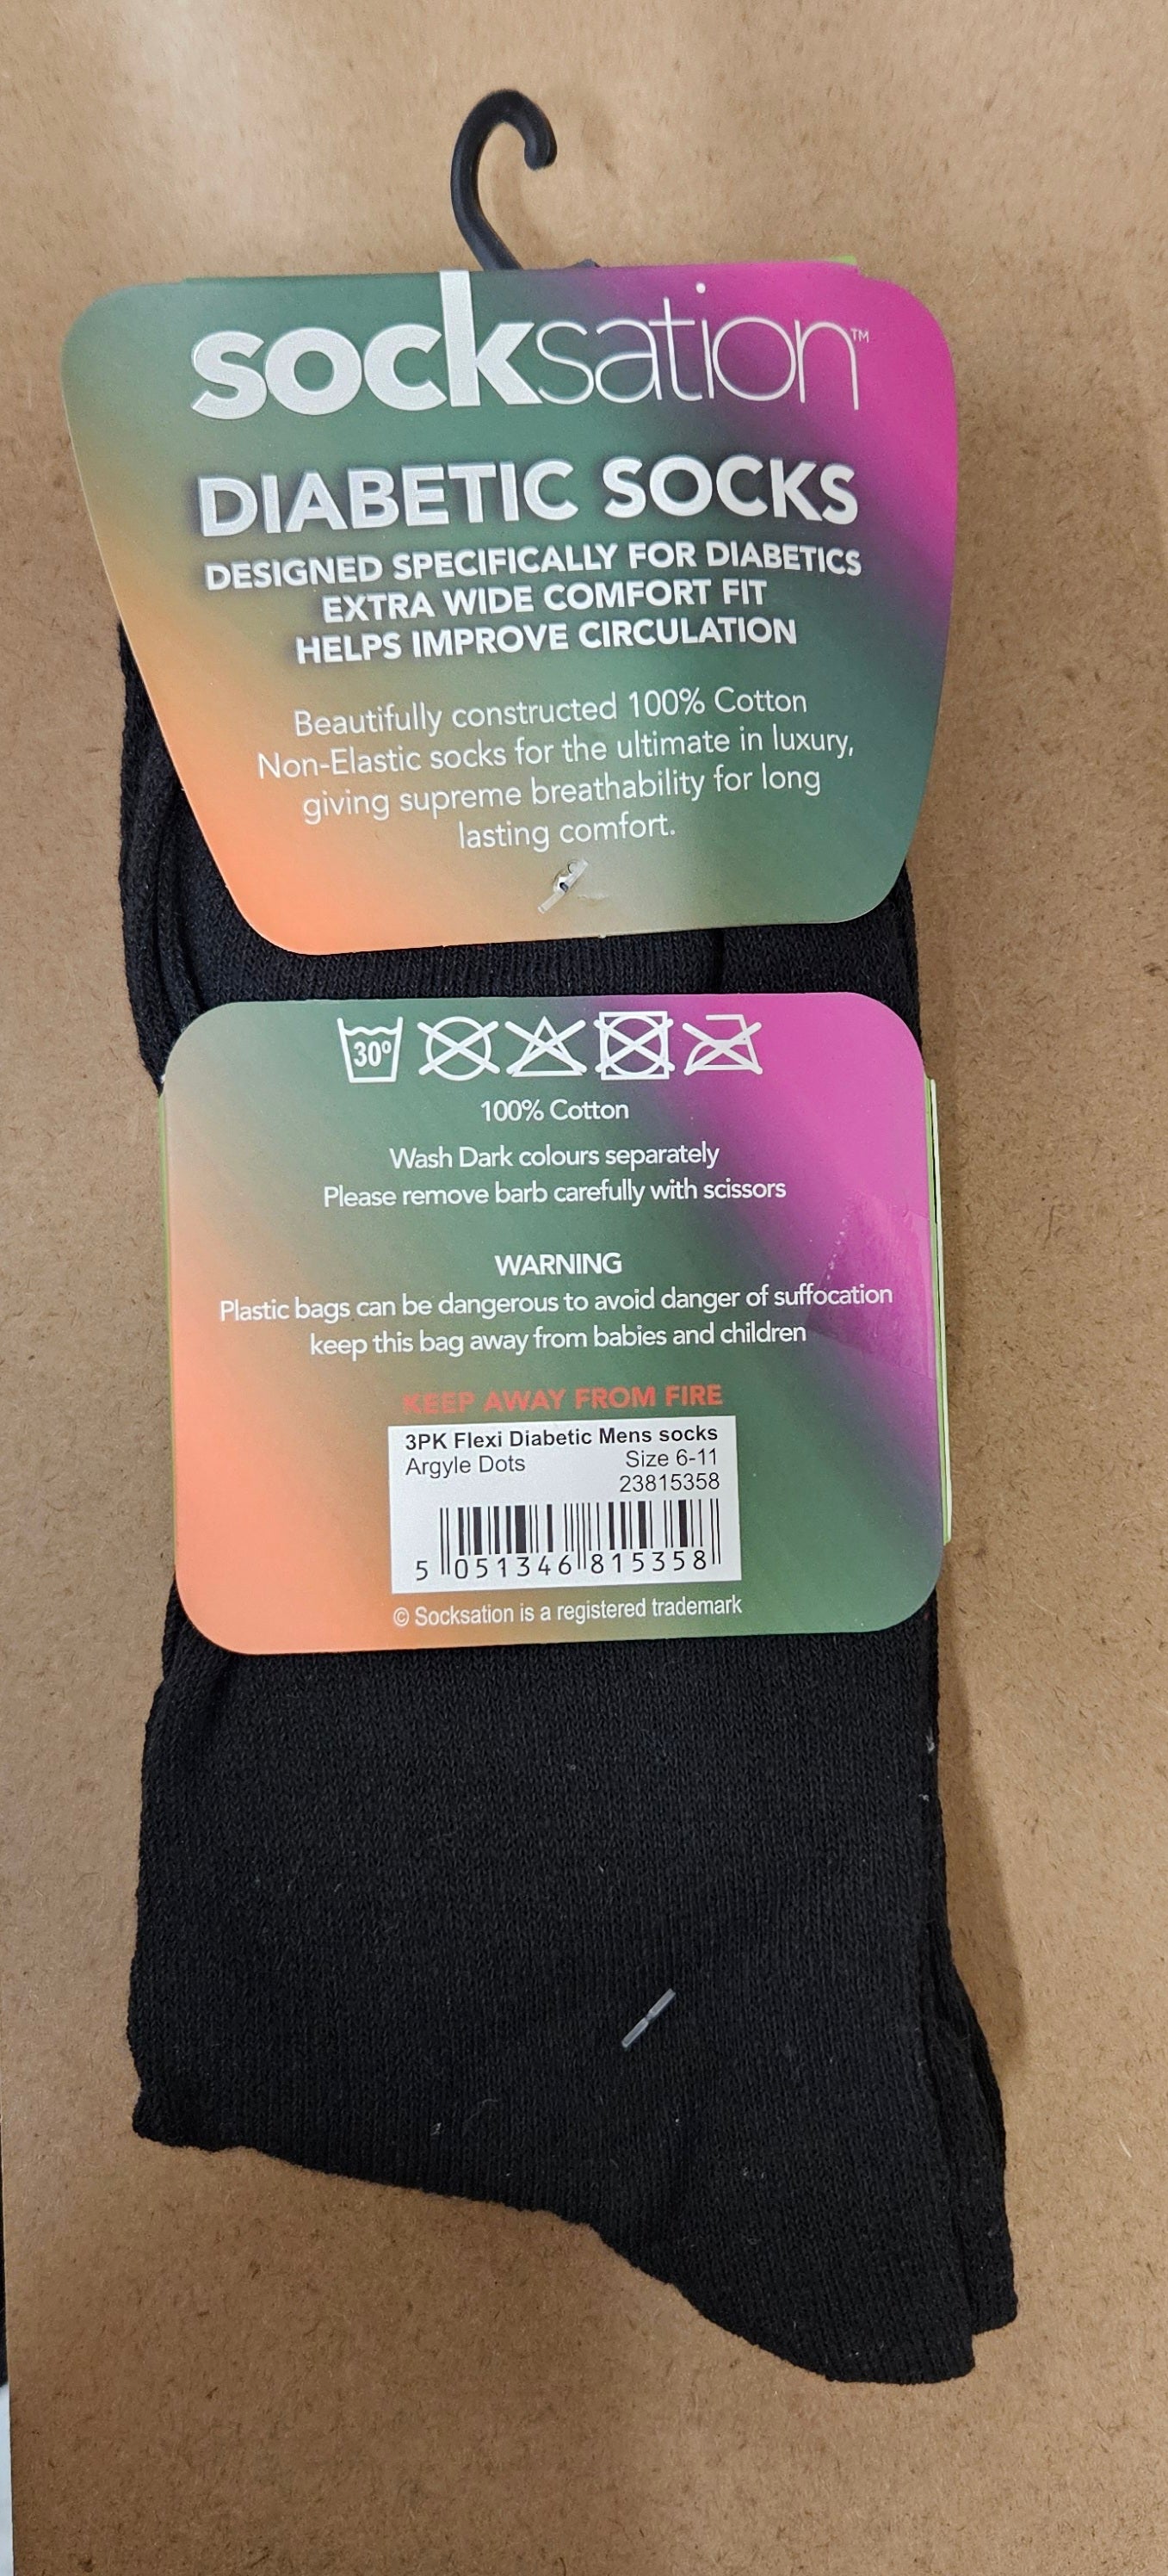 socksation™
DIABETIC SOCKS
DESIGNED SPECIFICALLY FOR DIABETICS
EXTRA WIDE COMFORT FIT
HELPS IMPROVE CIRCULATION
Beautifully constructed 100% Cotton
Non-Elastic socks for the ultimate in luxury,
giving supreme breathability for long
lasting comfort.
30º
100% Cotton
Wash Dark colours separately
Please remove barb carefully with scissors
WARNING
Plastic bags can be dangerous to avoid danger of suffocation
keep this bag away from babies and children
KEEP AWAY FROM FIRE
3PK Flexi Diabetic Mens socks
Argyle Dots Size 6-11
23815358
5 051346 815358
© Socksation is a registered trademark